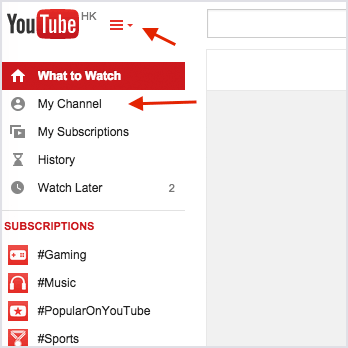 YouTube HK
What to Watch
My Channel
My Subscriptions
History
Watch Later 2
SUBSCRIPTIONS
#Gaming
#Music
#PopularOnYouTube
#Sports